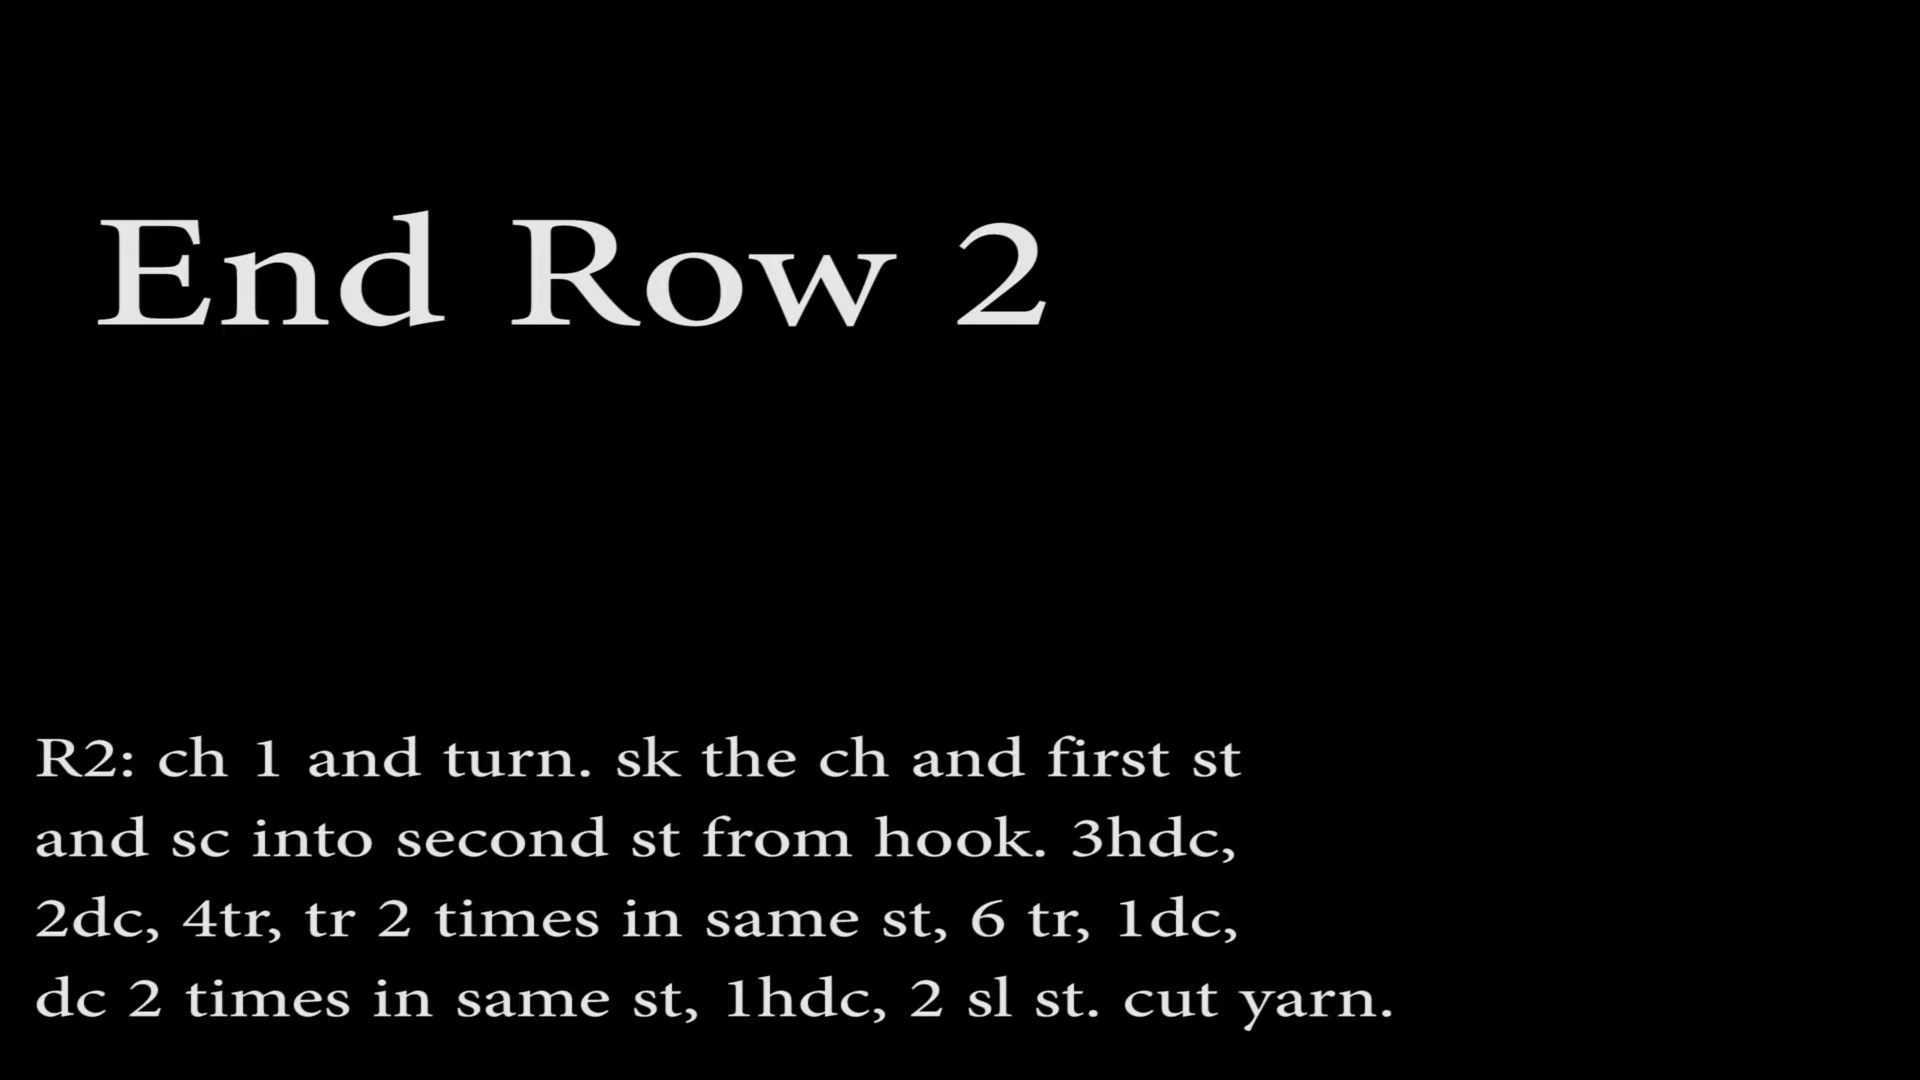 End Row 2
R2: ch 1 and turn. sk the ch and first st
and sc into second st from hook. 3hdc,
2dc, 4tr, tr 2 times in same st, 6 tr, 1dc,
dc 2 times in same st, 1hdc, 2 sl st. cut yarn.